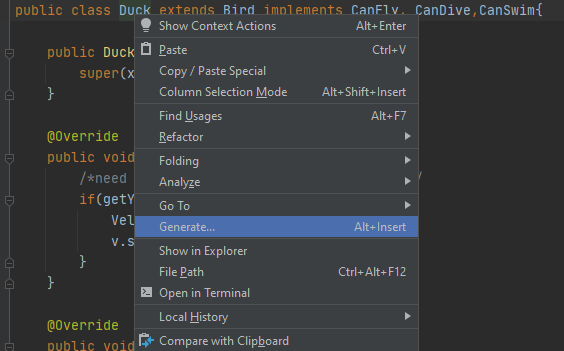 public class Duck extends Bird implements CanFly, CanDive,CanSwim{
Show Context Actions Alt+Enter
public Duck Paste Ctrl+V
super(x Copy / Paste Special
} Column Selection Mode Alt+Shift+Insert
Find Usages Alt+F7
@Override Refactor
public void Folding
/*need Analyze /
if(getY Go To
Vel Generate... Alt+Insert
v.s
} Show in Explorer
} File Path Ctrl+Alt+F12
Open in Terminal
@Override Local History
public void Compare with Clipboard